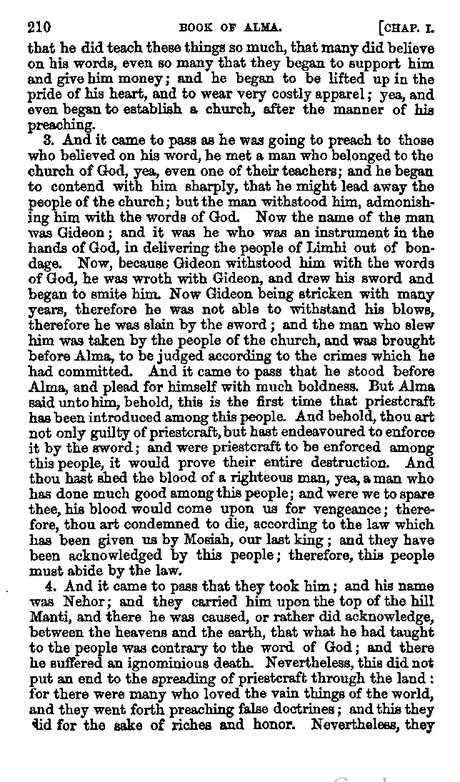 210 BOOK OF ALMA. [CHAP. I.
that he did teach these things so much, that many did believe
on his words, even so many that they began to support him
and give him money; and he began to be lifted up in the
pride of his heart, and to wear very costly apparel; yea, and
even began to establish a church, after the manner of his
preaching.
3. And it came to pass as he was going to preach to those
who believed on his word, he met a man who belonged to the
church of God, yea, even one of their teachers; and he began
to contend with him sharply, that he might lead away the
people of the church; but the man withstood him, admonish-
ing him with the words of God. Now the name of the man
was Gideon; and it was he who was an instrument in the
hands of God, in delivering the people of Limhi out of bon-
dage. Now, because Gideon withstood him with the words
of God, he was wroth with Gideon, and drew his sword and
began to smite him. Now Gideon being stricken with many
years, therefore he was not able to withstand his blows,
therefore he was slain by the sword; and the man who slew
him was taken by the people of the church, and was brought
before Alma, to be judged according to the crimes which he
had committed. And it came to pass that he stood before
Alma, and plead for himself with much boldness. But Alma
said unto him, behold, this is the first time that priestcraft
has been introduced among this people. And behold, thou art
not only guilty of priestcraft, but hast endeavoured to enforce
it by the sword; and were priestcraft to be enforced among
this people, it would prove their entire destruction. And
thou hast shed the blood of a righteous man, yea, a man who
has done much good among this people; and were we to spare
thee, his blood would come upon us for vengeance; there-
fore, thou art condemned to die, according to the law which
has been given us by Mosiah, our last king; and they have
been acknowledged by this people; therefore, this people
must abide by the law.
4. And it came to pass that they took him; and his name
was Nehor; and they carried him upon the top of the hill
Manti, and there he was caused, or rather did acknowledge,
between the heavens and the earth, that what he had taught
to the people was contrary to the word of God; and there
he suffered an ignominious death. Nevertheless, this did not
put an end to the spreading of priestcraft through the land:
for there were many who loved the vain things of the world,
and they went forth preaching false doctrines; and this they
did for the sake of riches and honor. Nevertheless, they